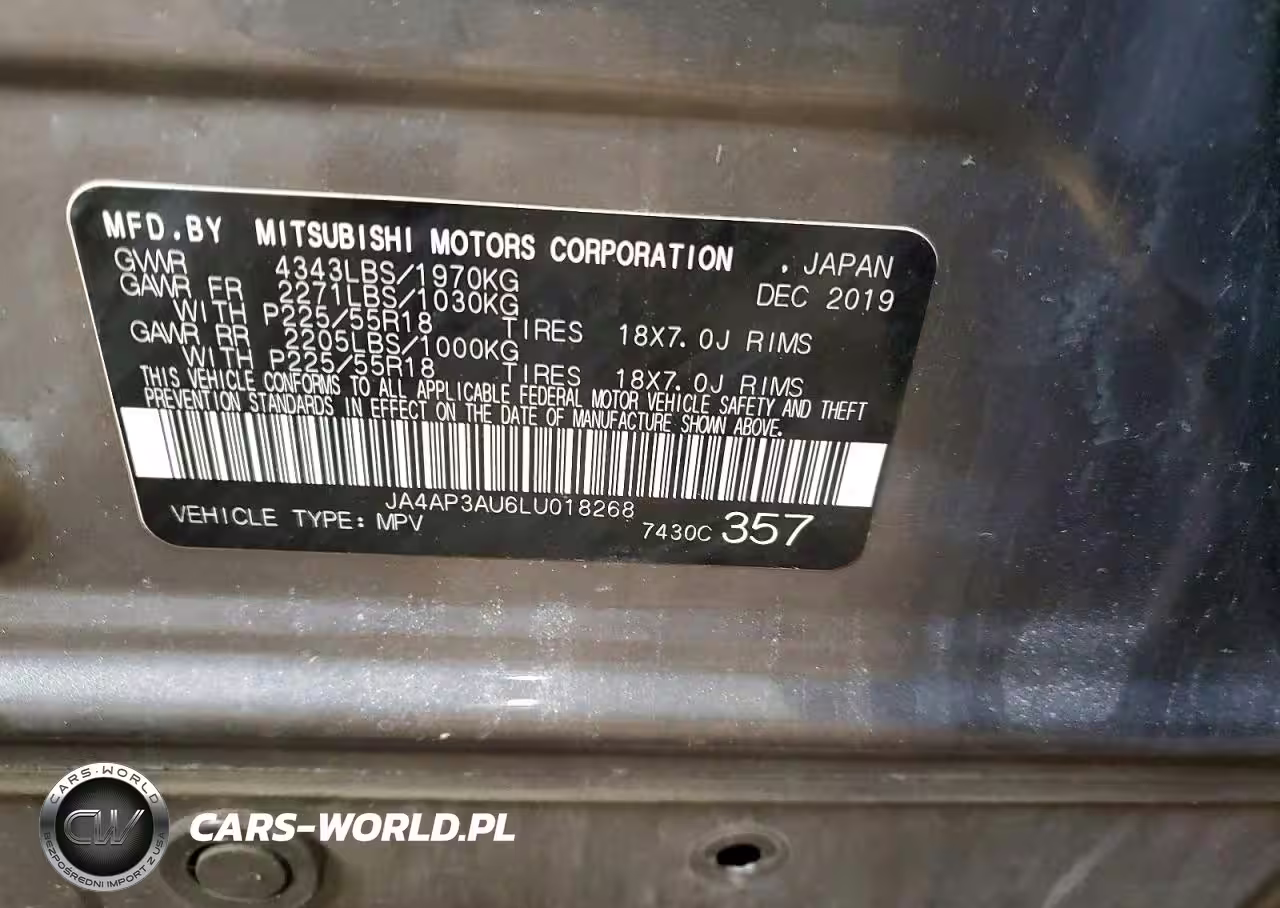 MFD.BY MITSUBISHI MOTORS CORPORATION . JAPAN
GVWR 4343LBS/1970KG DEC 2019
GAWR FR 2271LBS/1030KG
WITH P225/55R18 TIRES 18X7.0J RIMS
GAWR RR 2205LBS/1000KG
WITH P225/55R18 TIRES 18X7.0J RIMS
THIS VEHICLE CONFORMS TO ALL APPLICABLE FEDERAL MOTOR VEHICLE SAFETY AND THEFT
PREVENTION STANDARDS IN EFFECT ON THE DATE OF MANUFACTURE SHOWN ABOVE.
JA4AP3AU6LU018268
VEHICLE TYPE: MPV 7430C 357
CARS-WORLD
CW
BEZPOŚREDNI IMPORT Z USA
CARS-WORLD.PL